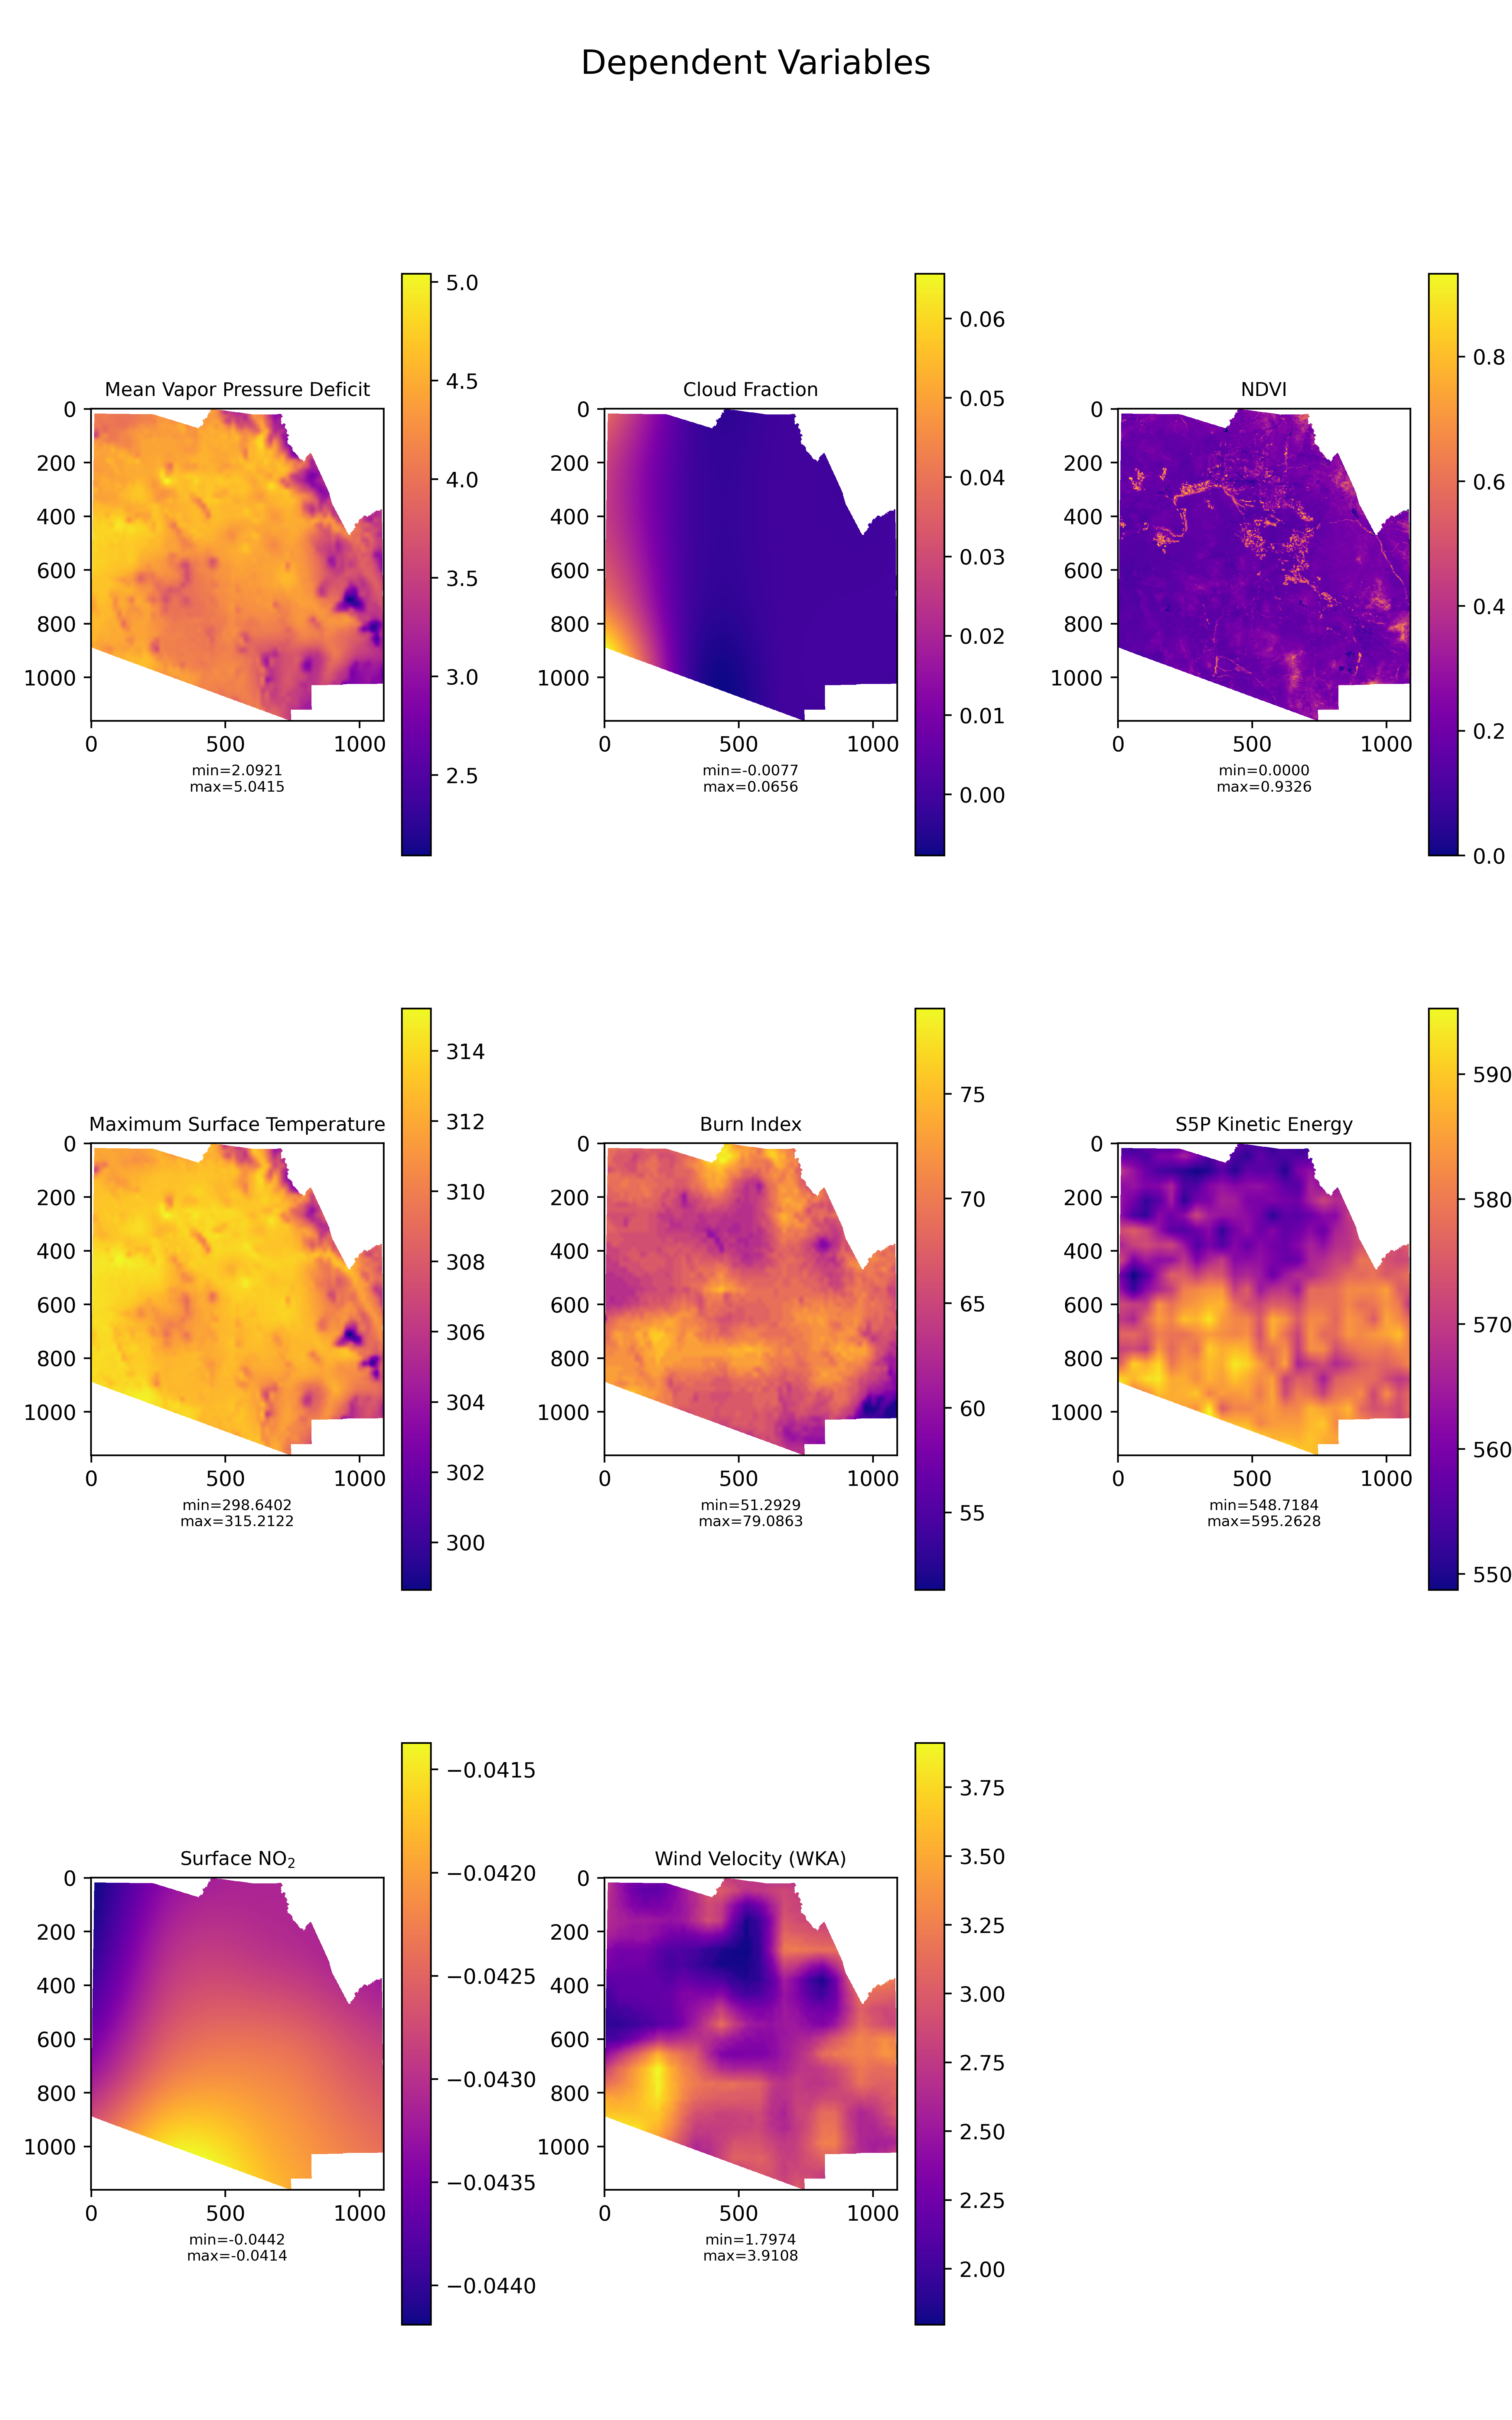 Dependent Variables
Mean Vapor Pressure Deficit
0
200
400
600
800
1000
0 500 1000
min=2.0921
max=5.0415
5.0
4.5
4.0
3.5
3.0
2.5
Cloud Fraction
0
200
400
600
800
1000
0 500 1000
min=-0.0077
max=0.0656
0.06
0.05
0.04
0.03
0.02
0.01
0.00
NDVI
0
200
400
600
800
1000
0 500 1000
min=0.0000
max=0.9326
0.8
0.6
0.4
0.2
0.0
Maximum Surface Temperature
0
200
400
600
800
1000
0 500 1000
min=298.6402
max=315.2122
314
312
310
308
306
304
302
300
Burn Index
0
200
400
600
800
1000
0 500 1000
min=51.2929
max=79.0863
75
70
65
60
55
S5P Kinetic Energy
0
200
400
600
800
1000
0 500 1000
min=548.7184
max=595.2628
590
580
570
560
550
Surface NO₂
0
200
400
600
800
1000
0 500 1000
min=-0.0442
max=-0.0414
−0.0415
−0.0420
−0.0425
−0.0430
−0.0435
−0.0440
Wind Velocity (WKA)
0
200
400
600
800
1000
0 500 1000
min=1.7974
max=3.9108
3.75
3.50
3.25
3.00
2.75
2.50
2.25
2.00